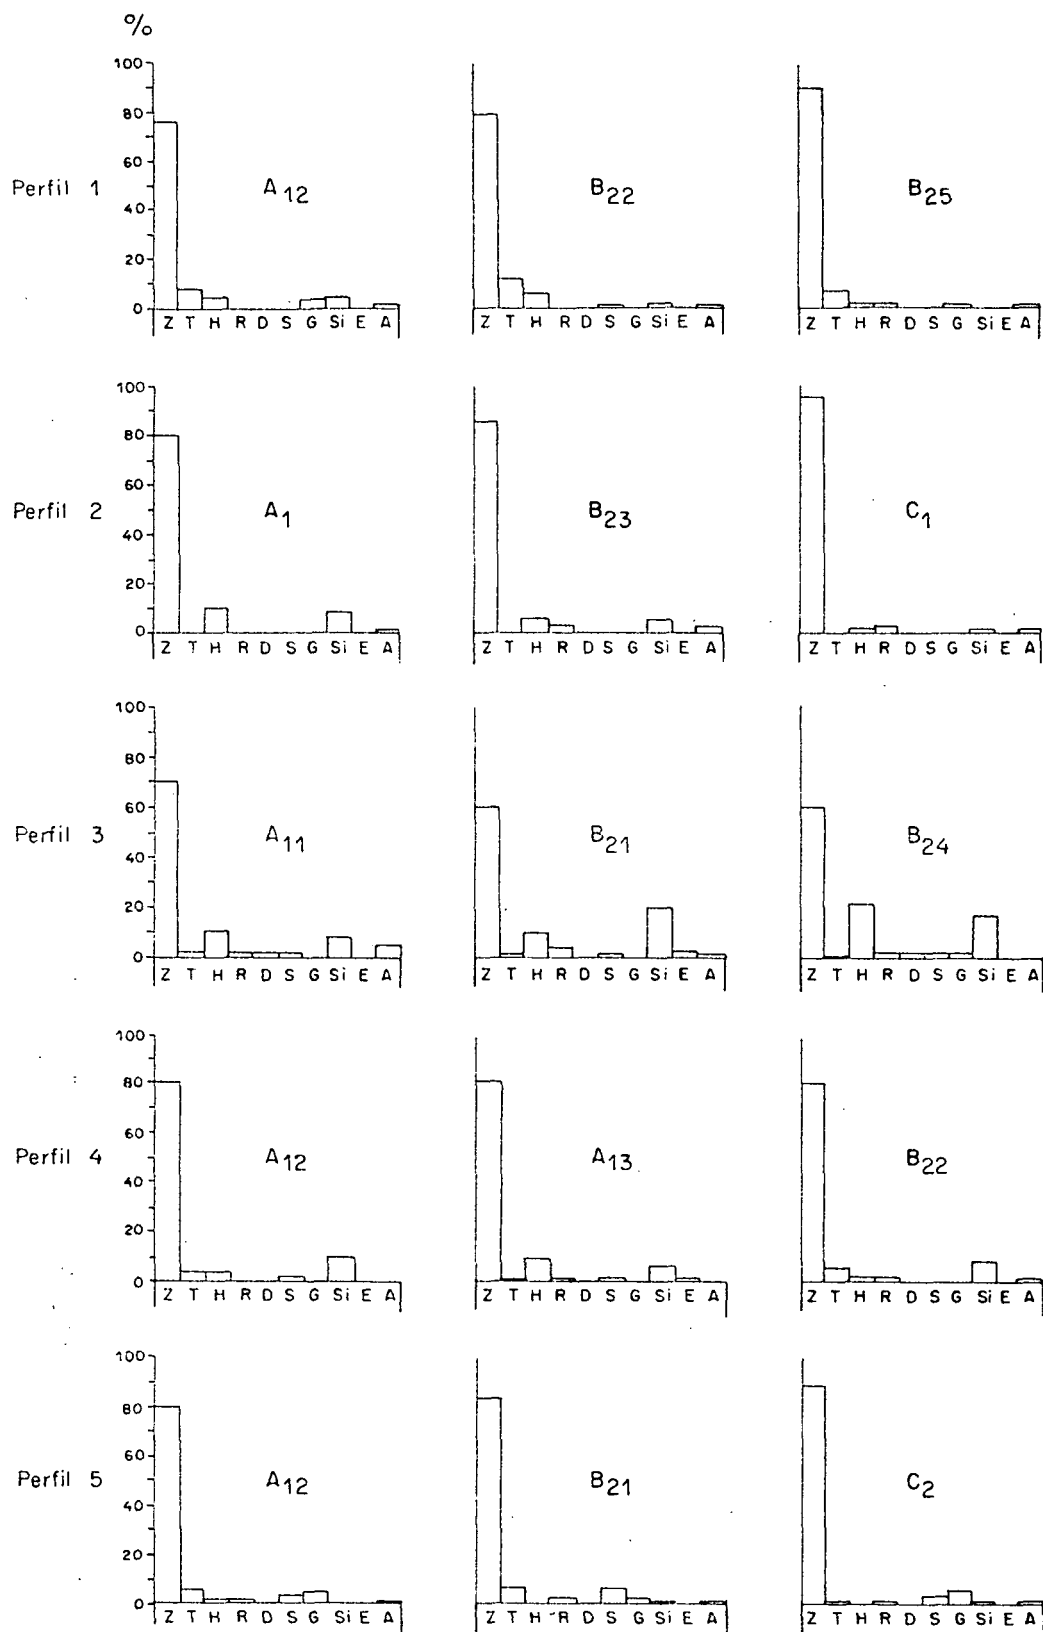 %
100
80
60
40
20
0
Perfil 1
A12
B22
B25
Z T H R D S G Si E A
Z T H R D S G Si E A
Z T H R D S G Si E A
100
80
60
40
20
0
Perfil 2
A1
B23
C1
Z T H R D S G Si E A
Z T H R D S G Si E A
Z T H R D S G Si E A
100
80
60
40
20
0
Perfil 3
A11
B21
B24
Z T H R D S G Si E A
Z T H R D S G Si E A
Z T H R D S G Si E A
100
80
60
40
20
0
Perfil 4
A12
A13
B22
Z T H R D S G Si E A
Z T H R D S G Si E A
Z T H R D S G Si E A
100
80
60
40
20
0
Perfil 5
A12
B21
C2
Z T H R D S G Si E A
Z T H R D S G Si E A
Z T H R D S G Si E A